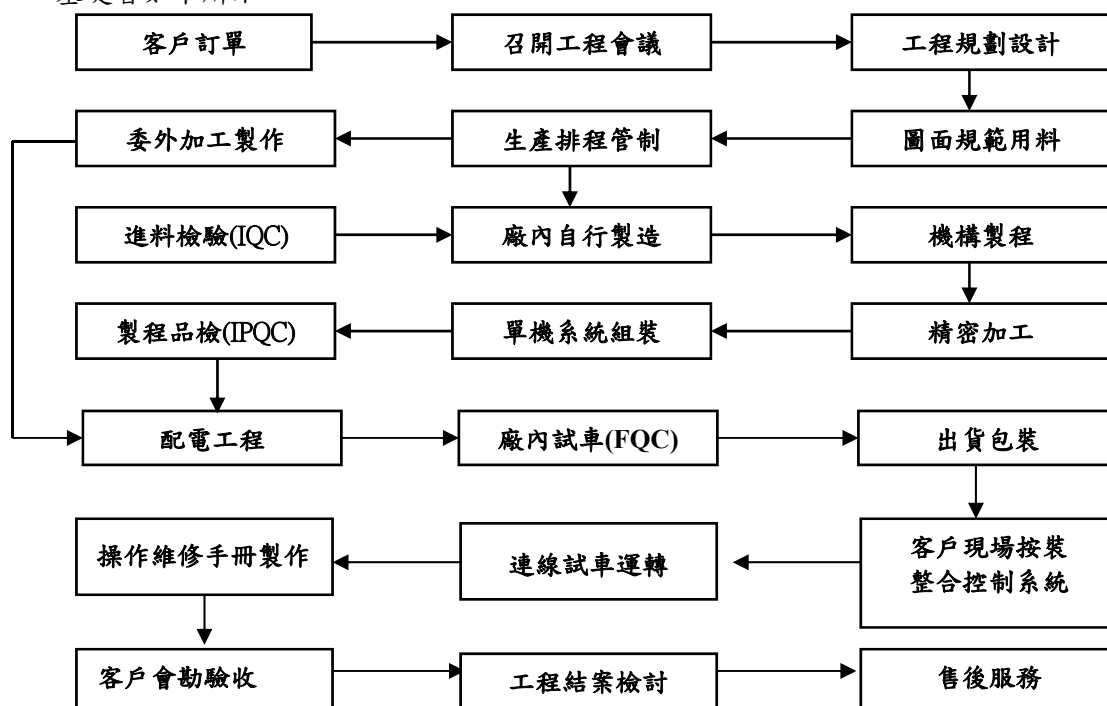 客戶訂單
召開工程會議
工程規劃設計
委外加工製作
生產排程管制
圖面規範用料
進料檢驗(IQC)
廠內自行製造
機構製程
製程品檢(IPQC)
單機系統組裝
精密加工
配電工程
廠內試車(FQC)
出貨包裝
操作維修手冊製作
連線試車運轉
客戶現場按裝
整合控制系統
客戶會勘驗收
工程結案檢討
售後服務